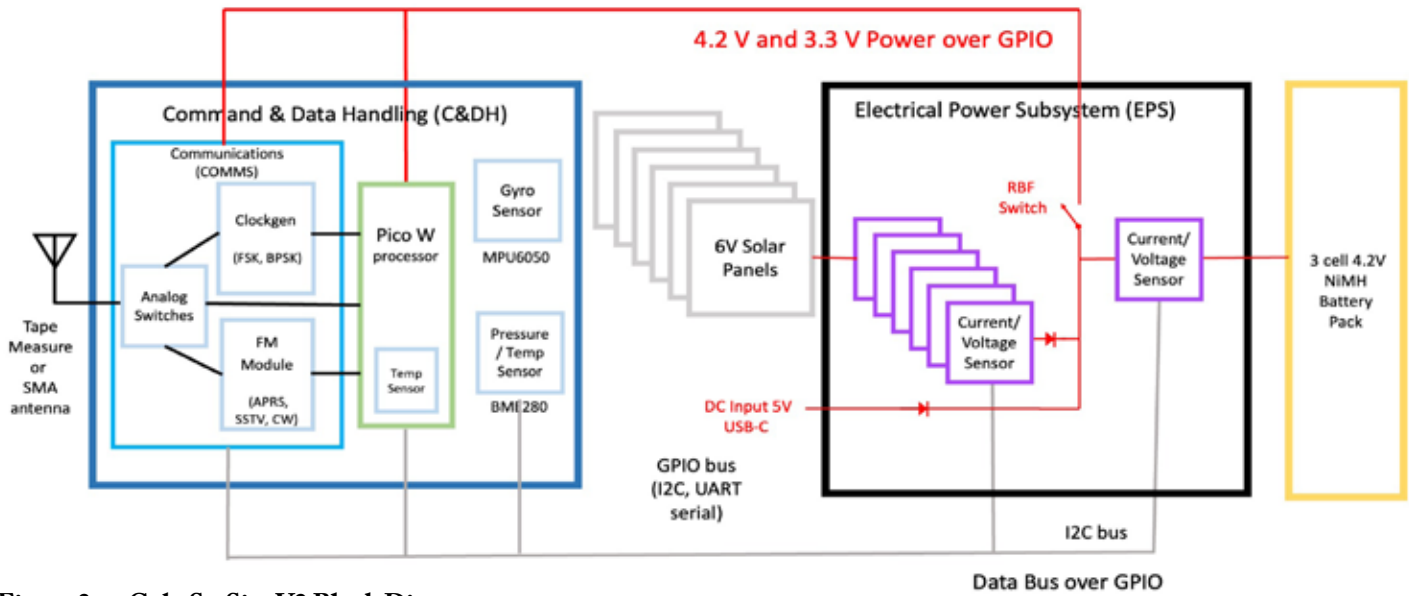 4.2 V and 3.3 V Power over GPIO
Command & Data Handling (C&DH)
Communications
(COMMS)
Clockgen
(FSK, BPSK)
Analog
Switches
FM
Module
(APRS,
SSTV, CW)
Tape
Measure
or
SMA
antenna
Pico W
processor
Temp
Sensor
Gyro
Sensor
MPU6050
Pressure
/ Temp
Sensor
BME280
6V Solar
Panels
Electrical Power Subsystem (EPS)
RBF
Switch
Current/
Voltage
Sensor
Current/
Voltage
Sensor
DC Input 5V
USB-C
3 cell 4.2V
NiMH
Battery
Pack
GPIO bus
(I2C, UART
serial)
I2C bus
Data Bus over GPIO